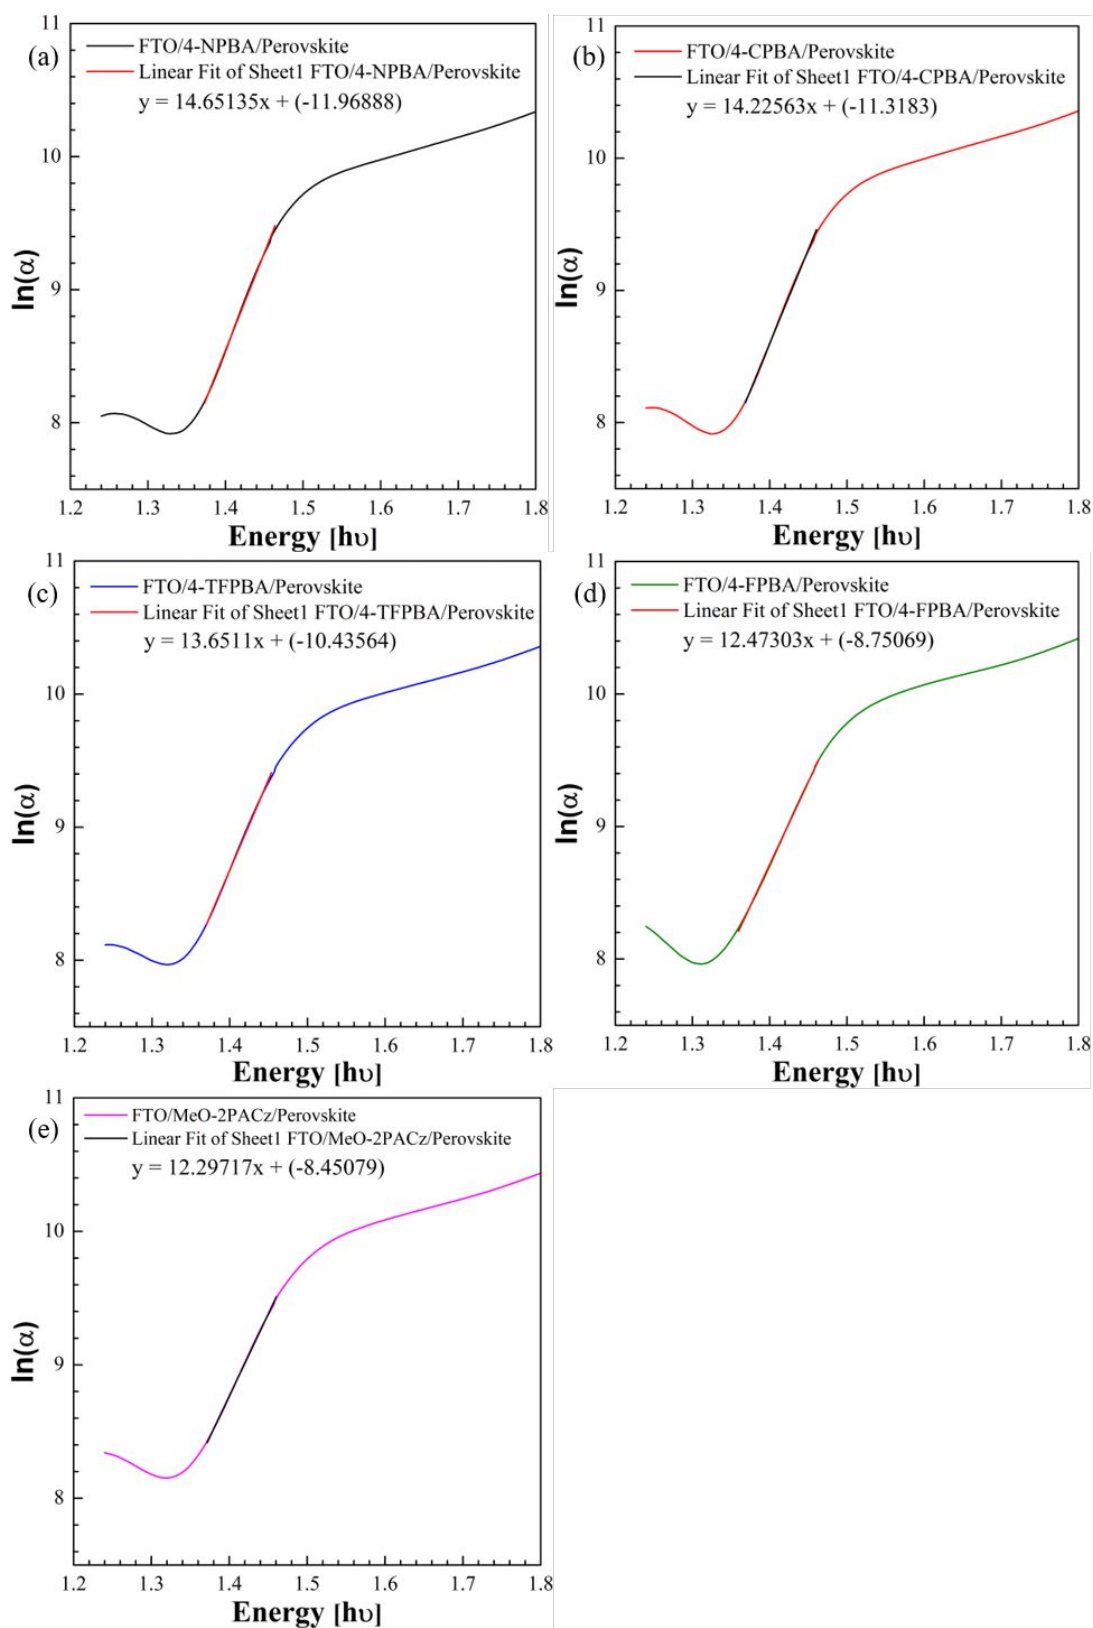 (a)
FTO/4-NPBA/Perovskite
Linear Fit of Sheet1 FTO/4-NPBA/Perovskite
y = 14.65135x + (-11.96888)
11
10
9
8
ln(α)
1.2 1.3 1.4 1.5 1.6 1.7 1.8
Energy [hυ]
(b)
FTO/4-CPBA/Perovskite
Linear Fit of Sheet1 FTO/4-CPBA/Perovskite
y = 14.22563x + (-11.3183)
11
10
9
8
ln(α)
1.2 1.3 1.4 1.5 1.6 1.7 1.8
Energy [hυ]
(c)
FTO/4-TFPBA/Perovskite
Linear Fit of Sheet1 FTO/4-TFPBA/Perovskite
y = 13.6511x + (-10.43564)
11
10
9
8
ln(α)
1.2 1.3 1.4 1.5 1.6 1.7 1.8
Energy [hυ]
(d)
FTO/4-FPBA/Perovskite
Linear Fit of Sheet1 FTO/4-FPBA/Perovskite
y = 12.47303x + (-8.75069)
11
10
9
8
ln(α)
1.2 1.3 1.4 1.5 1.6 1.7 1.8
Energy [hυ]
(e)
FTO/MeO-2PACz/Perovskite
Linear Fit of Sheet1 FTO/MeO-2PACz/Perovskite
y = 12.29717x + (-8.45079)
11
10
9
8
ln(α)
1.2 1.3 1.4 1.5 1.6 1.7 1.8
Energy [hυ]